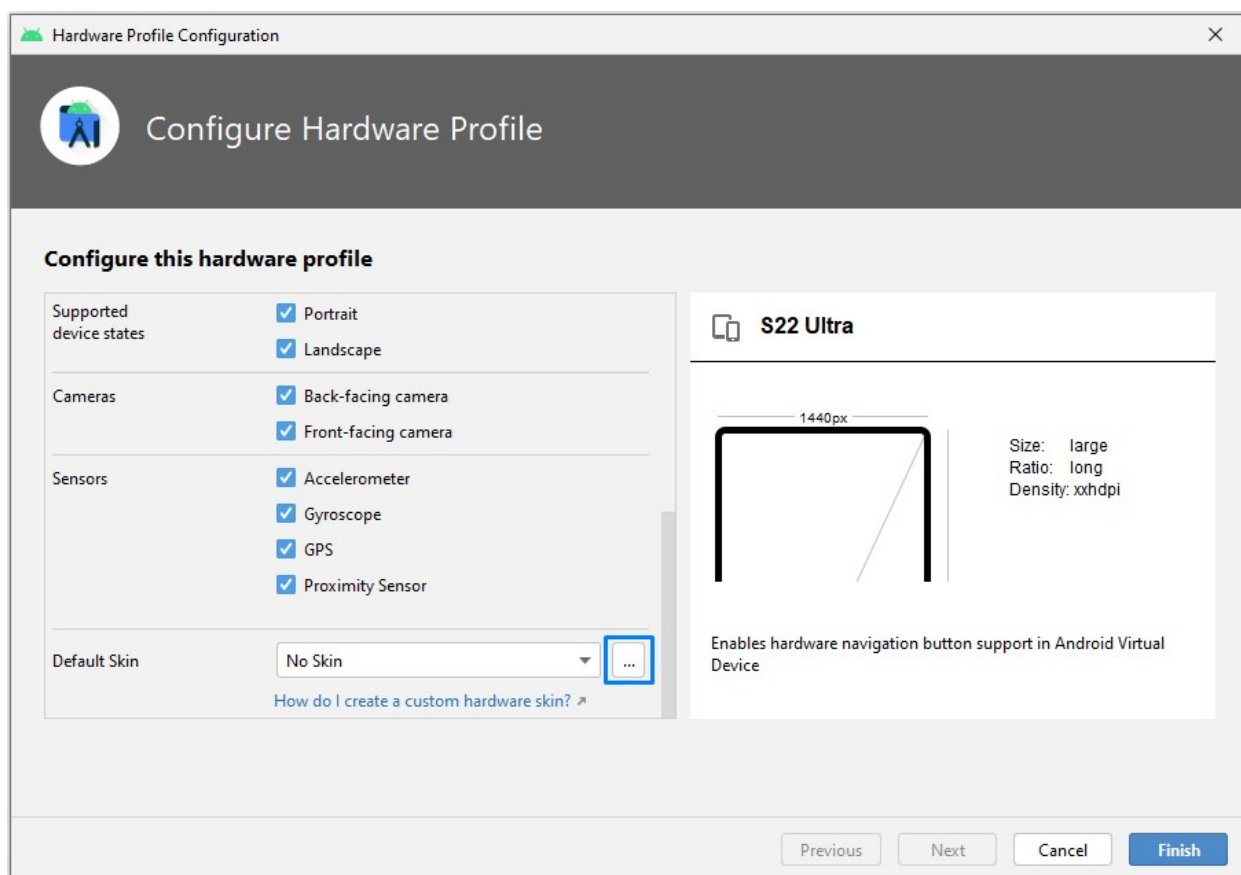 Hardware Profile Configuration
Configure Hardware Profile
Configure this hardware profile
Supported
device states
Portrait
Landscape
Cameras
Back-facing camera
Front-facing camera
Sensors
Accelerometer
Gyroscope
GPS
Proximity Sensor
Default Skin
No Skin
...
How do I create a custom hardware skin?
S22 Ultra
1440px
Size: large
Ratio: long
Density: xxhdpi
Enables hardware navigation button support in Android Virtual
Device
Previous
Next
Cancel
Finish